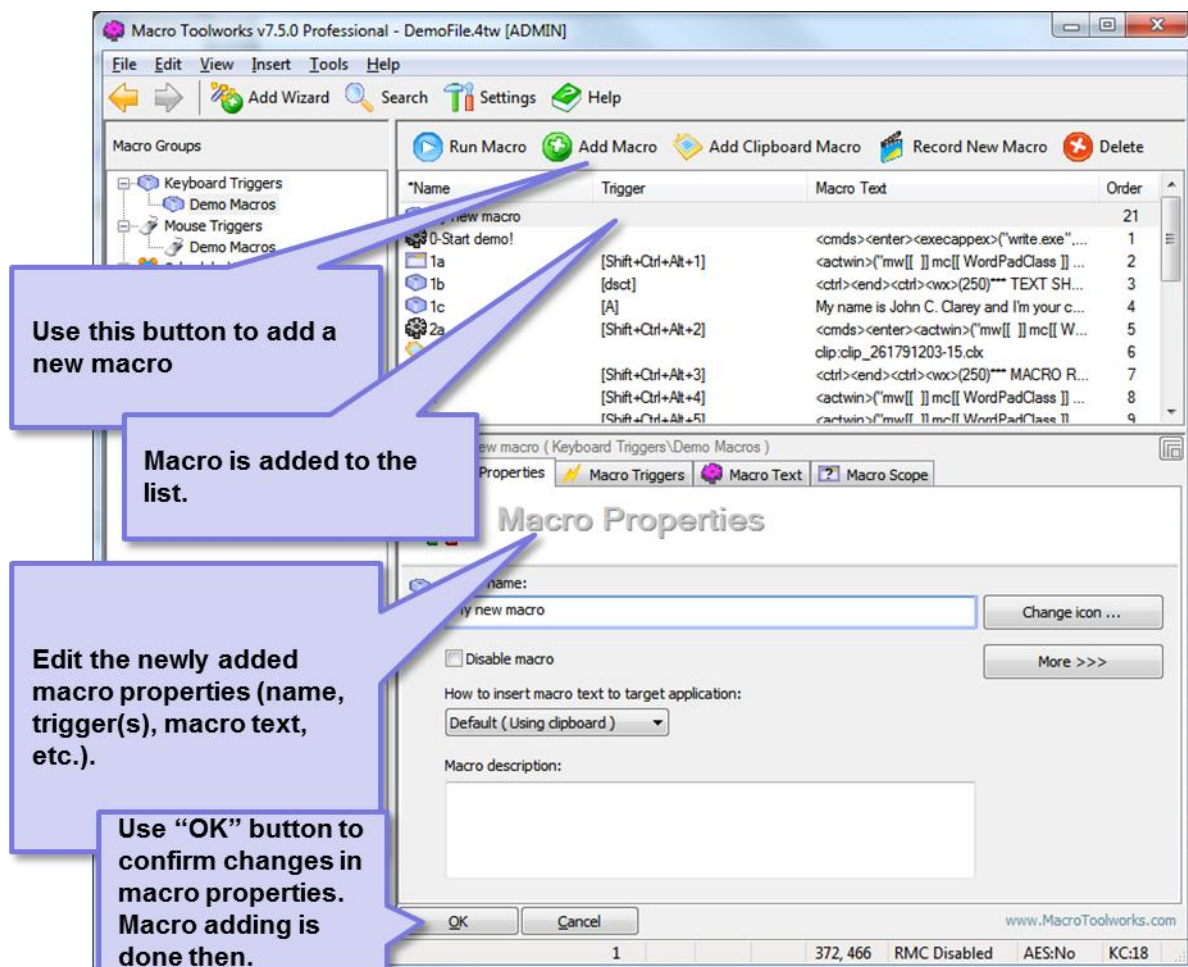 Macro Toolworks v7.5.0 Professional - DemoFile.4tw [ADMIN]
File Edit View Insert Tools Help
Add Wizard Search Settings Help
Macro Groups
Run Macro Add Macro Add Clipboard Macro Record New Macro Delete
Keyboard Triggers
Demo Macros
Mouse Triggers
Demo Macros
*Name Trigger Macro Text Order
new macro 21
0-Start demo! <cmds><enter><execappex>("write.exe",... 1
1a [Shift+Ctrl+Alt+1] <actwin>("mw[[ ]] mc[[ WordPadClass ]] ... 2
1b [dsct] <ctrl><end><ctrl><wx>(250)*** TEXT SH... 3
1c [A] My name is John C. Clarey and I'm your c... 4
2a [Shift+Ctrl+Alt+2] <cmds><enter><actwin>("mw[[ ]] mc[[ W... 5
clip:clip_261791203-15.clx 6
[Shift+Ctrl+Alt+3] <ctrl><end><ctrl><wx>(250)*** MACRO R... 7
[Shift+Ctrl+Alt+4] <actwin>("mw[[ ]] mc[[ WordPadClass ]] ... 8
[Shift+Ctrl+Alt+5] <actwin>("mw[[ ]] mc[[ WordPadClass ]] 9
Use this button to add a
new macro
Macro is added to the
list.
new macro ( Keyboard Triggers\Demo Macros )
Properties Macro Triggers Macro Text Macro Scope
Macro Properties
name:
my new macro
Change icon ...
Disable macro
More >>>
How to insert macro text to target application:
Default ( Using clipboard )
Macro description:
Edit the newly added
macro properties (name,
trigger(s), macro text,
etc.).
Use “OK” button to
confirm changes in
macro properties.
Macro adding is
done then.
OK Cancel
www.MacroToolworks.com
1 372, 466 RMC Disabled AES:No KC:18